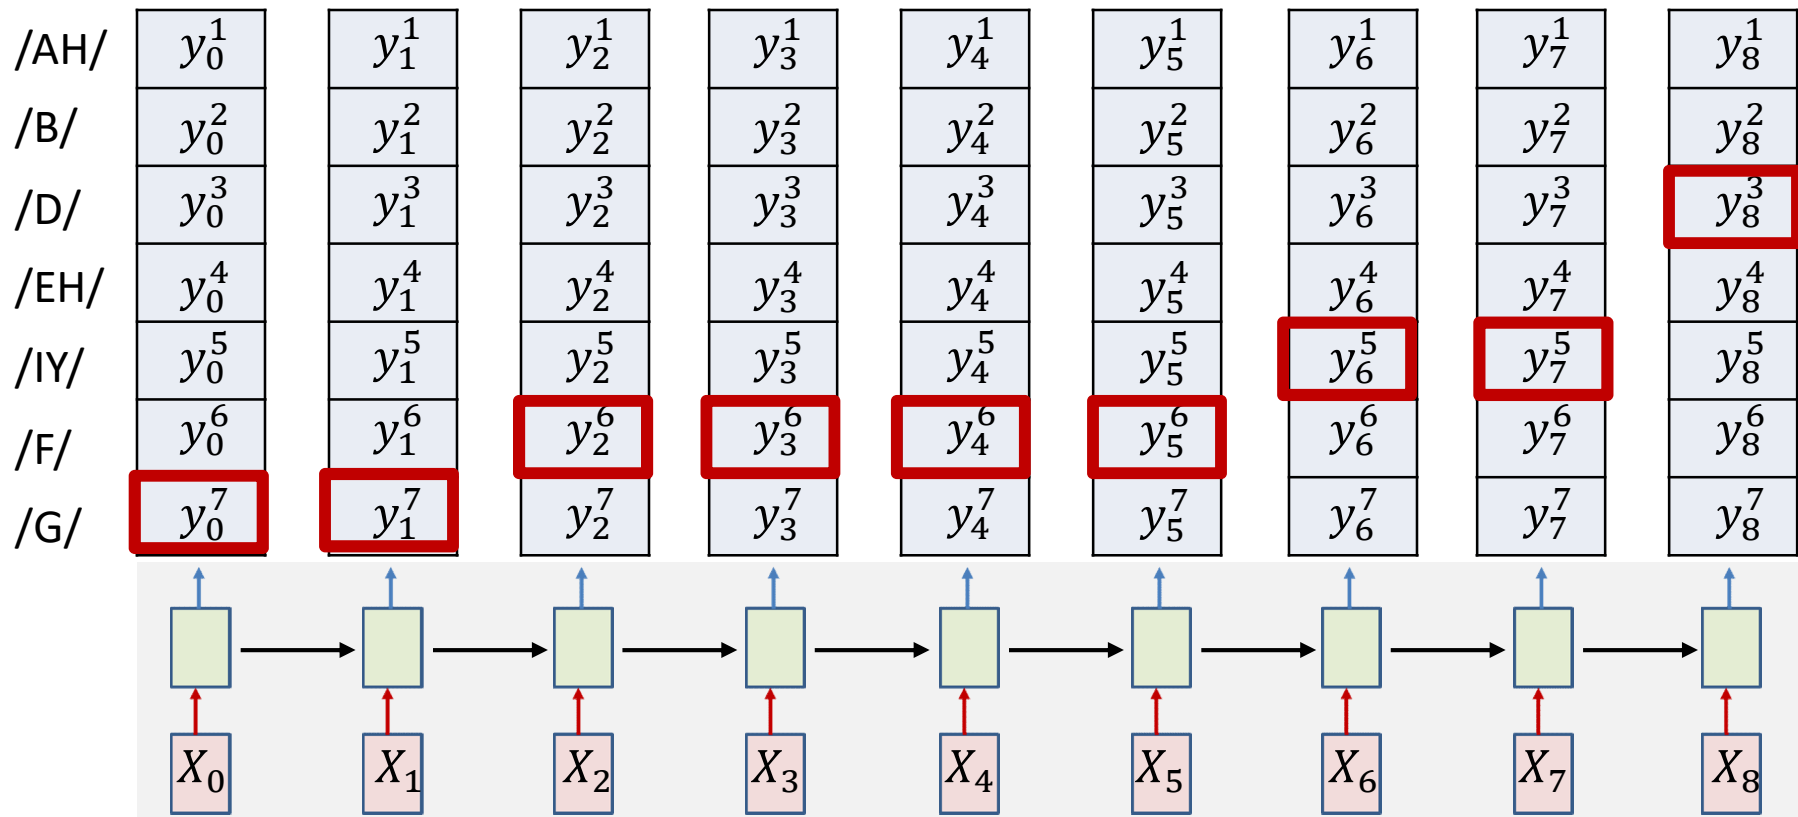 /AH/ y_0^1 y_1^1 y_2^1 y_3^1 y_4^1 y_5^1 y_6^1 y_7^1 y_8^1
/B/ y_0^2 y_1^2 y_2^2 y_3^2 y_4^2 y_5^2 y_6^2 y_7^2 y_8^2
/D/ y_0^3 y_1^3 y_2^3 y_3^3 y_4^3 y_5^3 y_6^3 y_7^3 y_8^3
/EH/ y_0^4 y_1^4 y_2^4 y_3^4 y_4^4 y_5^4 y_6^4 y_7^4 y_8^4
/IY/ y_0^5 y_1^5 y_2^5 y_3^5 y_4^5 y_5^5 y_6^5 y_7^5 y_8^5
/F/ y_0^6 y_1^6 y_2^6 y_3^6 y_4^6 y_5^6 y_6^6 y_7^6 y_8^6
/G/ y_0^7 y_1^7 y_2^7 y_3^7 y_4^7 y_5^7 y_6^7 y_7^7 y_8^7
X_0 X_1 X_2 X_3 X_4 X_5 X_6 X_7 X_8